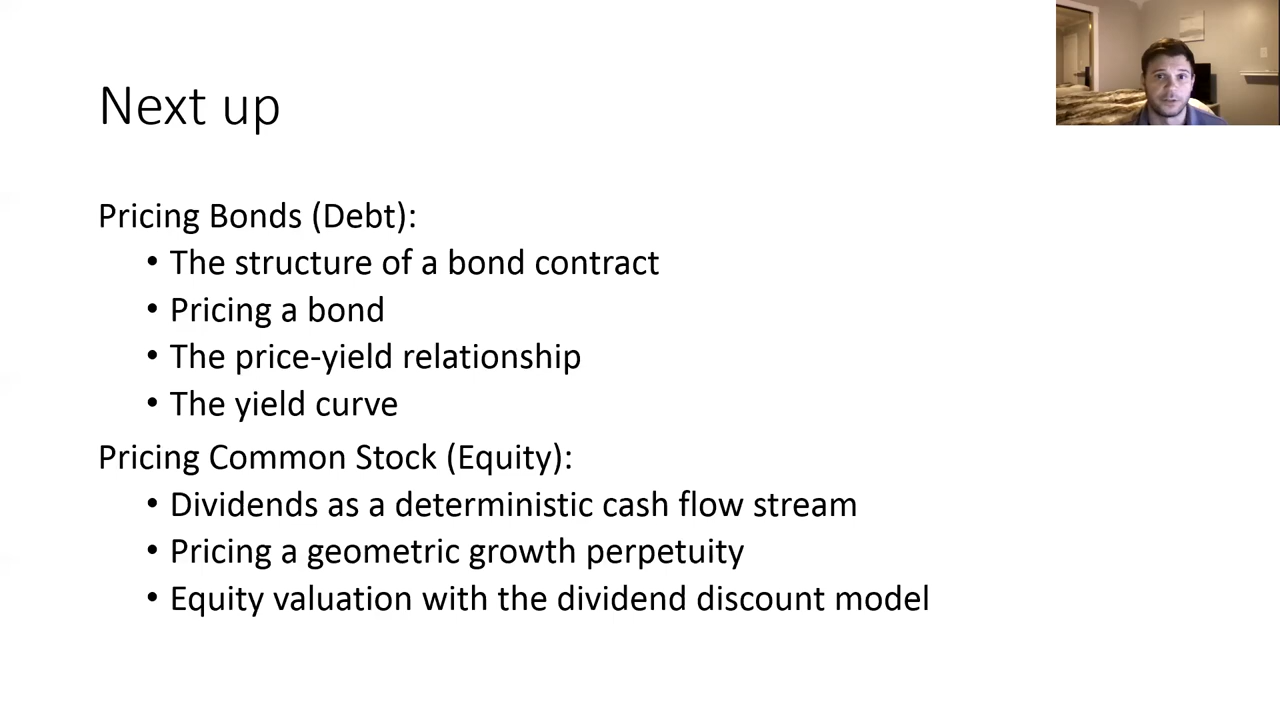 Next up
Pricing Bonds (Debt):
• The structure of a bond contract
• Pricing a bond
• The price-yield relationship
• The yield curve
Pricing Common Stock (Equity):
• Dividends as a deterministic cash flow stream
• Pricing a geometric growth perpetuity
• Equity valuation with the dividend discount model